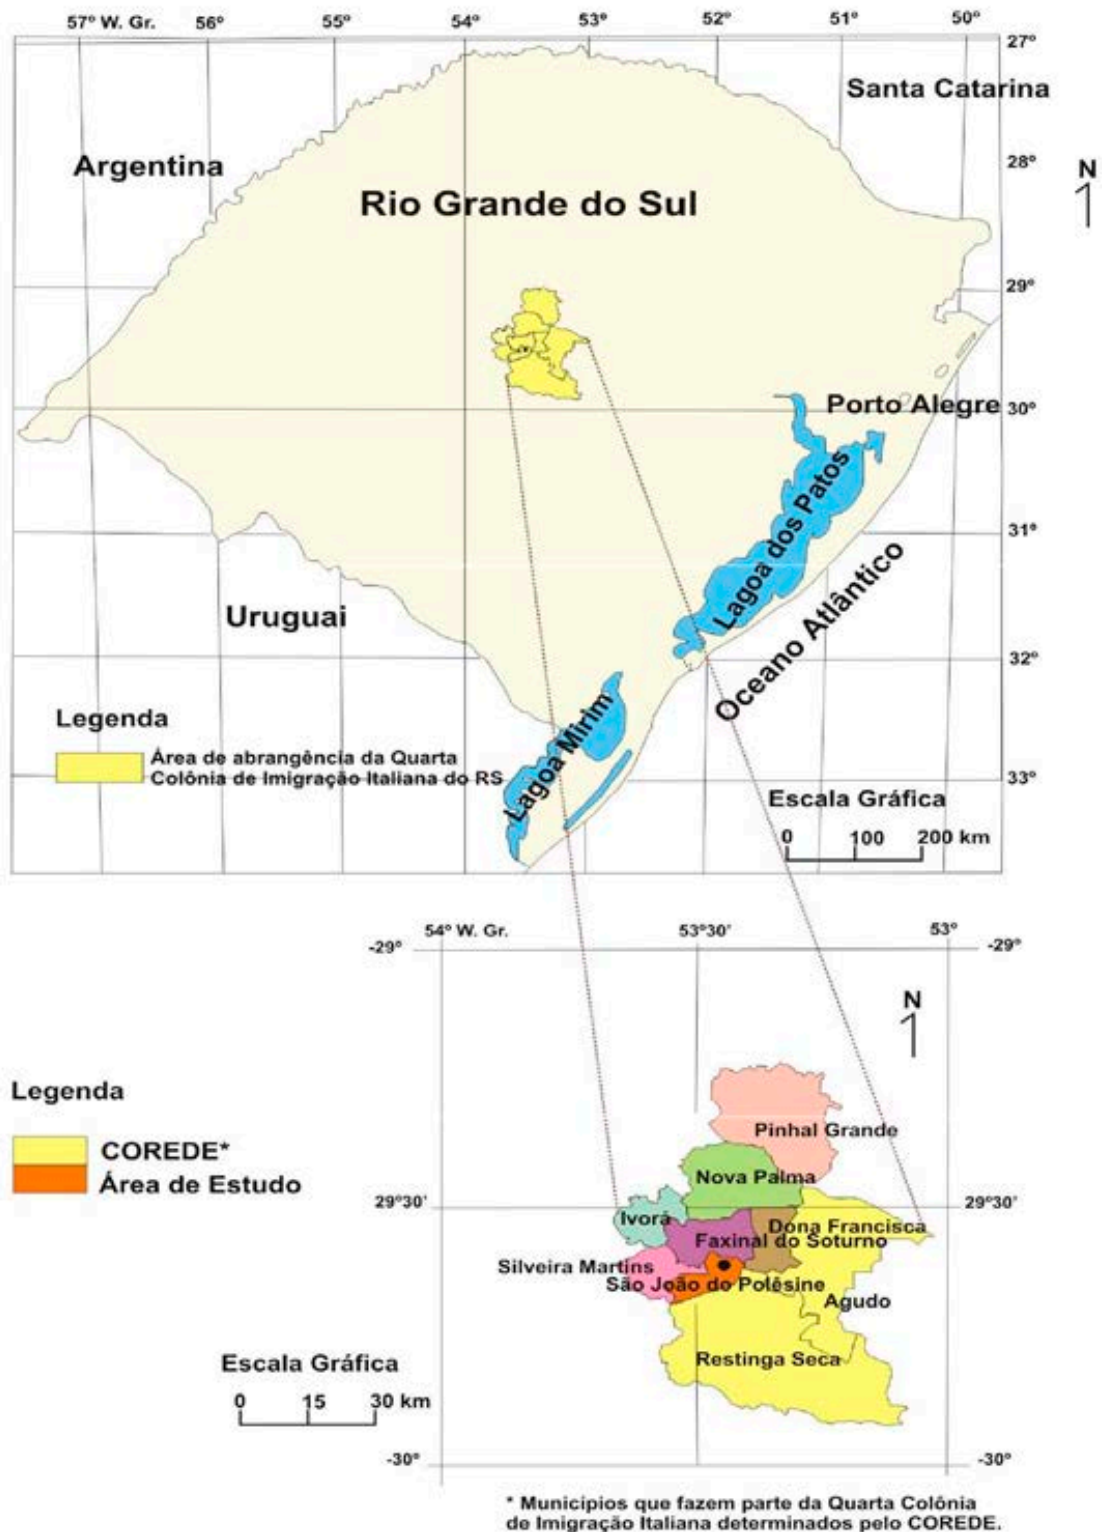 57° W. Gr. 56° 55° 54° 53° 52° 51° 50°
27°
Santa Catarina
Argentina
28°
N
Rio Grande do Sul
29°
Porto Alegre
30°
Lagoa dos Patos
31°
Oceano Atlântico
Uruguai
32°
Legenda
Lagoa Mirim
Área de abrangência da Quarta
Colônia de Imigração Italiana do RS
33°
Escala Gráfica
0 100 200 km
54° W. Gr. 53°30' 53°
-29° -29°
N
Legenda
COREDE*
Área de Estudo
Pinhal Grande
Nova Palma
29°30' 29°30'
Ivorá
Dona Francisca
Faxinal do Soturno
Silveira Martins
São João do Polêsine
Agudo
Restinga Seca
Escala Gráfica
0 15 30 km
-30° -30°
* Municípios que fazem parte da Quarta Colônia
de Imigração Italiana determinados pelo COREDE.